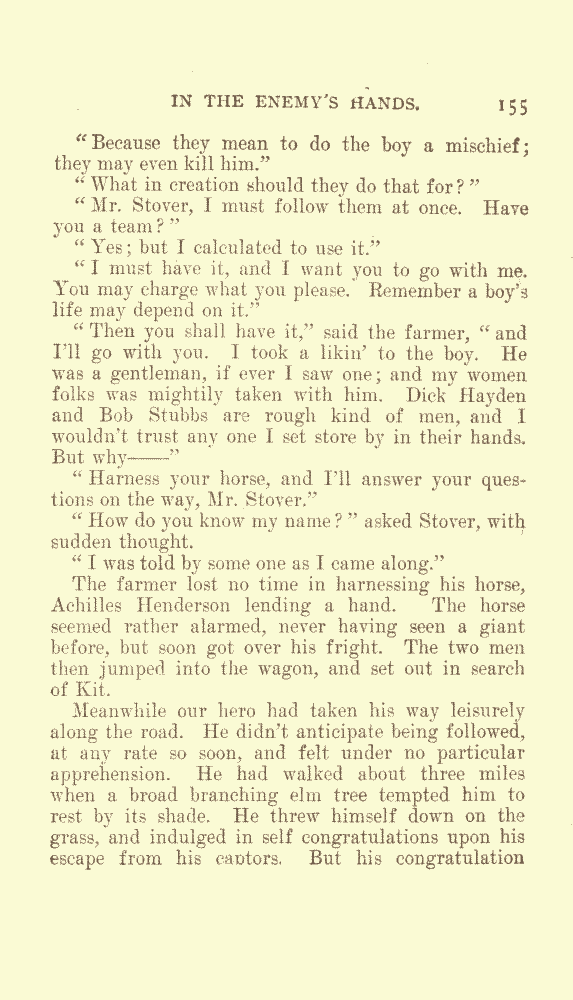 IN THE ENEMY'S HANDS. 155
“Because they mean to do the boy a mischief;
they may even kill him.”
“What in creation should they do that for?”
“Mr. Stover, I must follow them at once. Have
you a team?”
“Yes; but I calculated to use it.”
“I must have it, and I want you to go with me.
You may charge what you please. Remember a boy's
life may depend on it.”
“Then you shall have it,” said the farmer, “and
I'll go with you. I took a likin' to the boy. He
was a gentleman, if ever I saw one; and my women
folks was mightily taken with him. Dick Hayden
and Bob Stubbs are rough kind of men, and I
wouldn't trust any one I set store by in their hands.
But why——”
“Harness your horse, and I'll answer your ques-
tions on the way, Mr. Stover.”
“How do you know my name?” asked Stover, with
sudden thought.
“I was told by some one as I came along.”
The farmer lost no time in harnessing his horse,
Achilles Henderson lending a hand. The horse
seemed rather alarmed, never having seen a giant
before, but soon got over his fright. The two men
then jumped into the wagon, and set out in search
of Kit.
Meanwhile our hero had taken his way leisurely
along the road. He didn't anticipate being followed,
at any rate so soon, and felt under no particular
apprehension. He had walked about three miles
when a broad branching elm tree tempted him to
rest by its shade. He threw himself down on the
grass, and indulged in self congratulations upon his
escape from his captors. But his congratulation